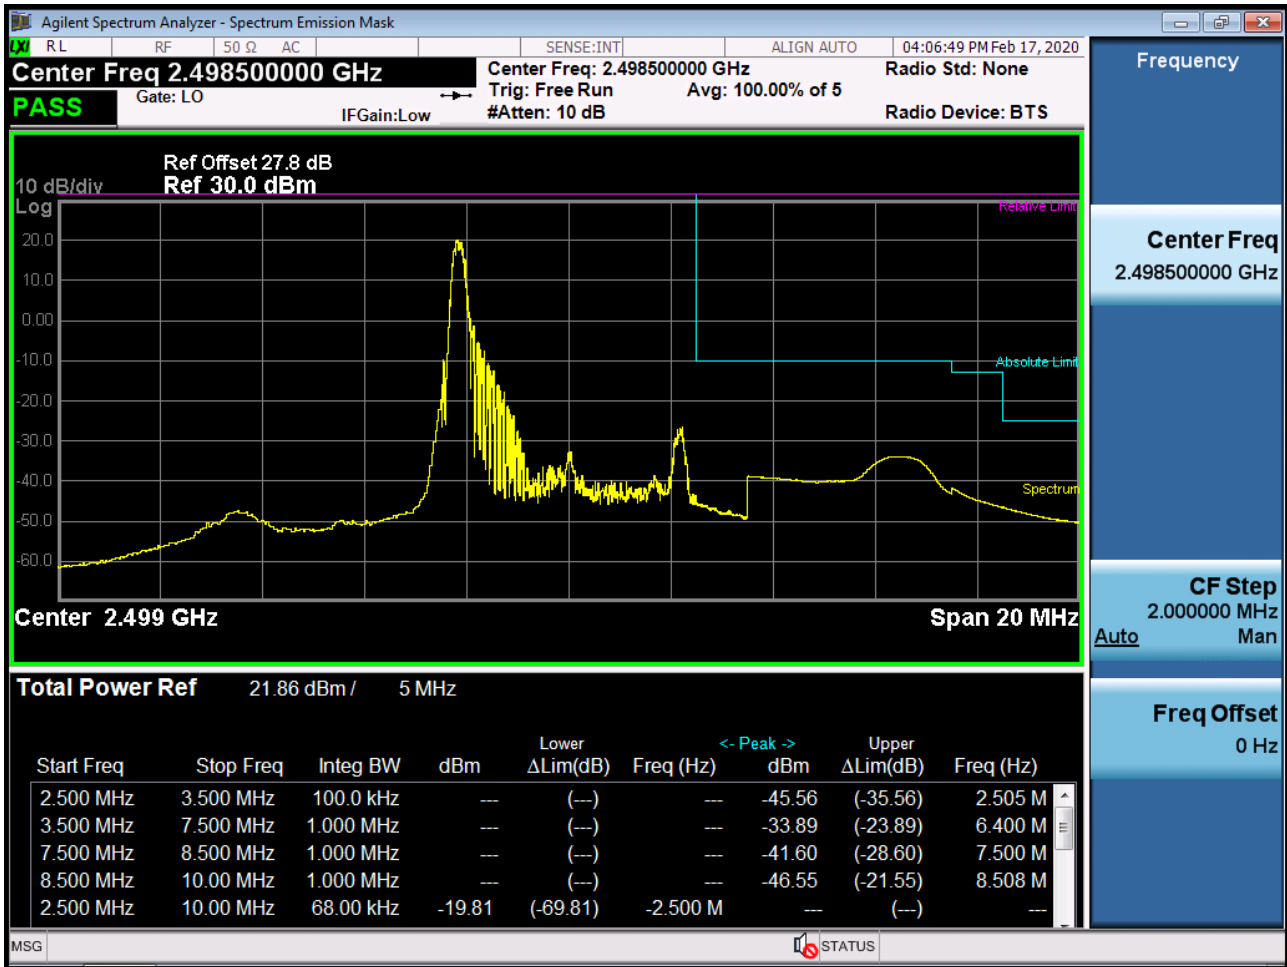 Agilent Spectrum Analyzer - Spectrum Emission Mask
LXI RL RF 50 Ω AC SENSE:INT ALIGN AUTO 04:06:49 PM Feb 17, 2020
Center Freq 2.498500000 GHz
Center Freq: 2.498500000 GHz
Radio Std: None
PASS
Gate: LO
IFGain:Low
Trig: Free Run
Avg: 100.00% of 5
#Atten: 10 dB
Radio Device: BTS
Ref Offset 27.8 dB
10 dB/div Ref 30.0 dBm
Log
Relative Limit
20.0
10.0
0.00
-10.0
Absolute Limit
-20.0
-30.0
-40.0
Spectrum
-50.0
-60.0
Center 2.499 GHz
Span 20 MHz
Total Power Ref 21.86 dBm / 5 MHz
Lower <- Peak -> Upper
Start Freq Stop Freq Integ BW dBm ΔLim(dB) Freq (Hz) dBm ΔLim(dB) Freq (Hz)
2.500 MHz 3.500 MHz 100.0 kHz --- (---) --- -45.56 (-35.56) 2.505 M
3.500 MHz 7.500 MHz 1.000 MHz --- (---) --- -33.89 (-23.89) 6.400 M
7.500 MHz 8.500 MHz 1.000 MHz --- (---) --- -41.60 (-28.60) 7.500 M
8.500 MHz 10.00 MHz 1.000 MHz --- (---) --- -46.55 (-21.55) 8.508 M
2.500 MHz 10.00 MHz 68.00 kHz -19.81 (-69.81) -2.500 M --- (---) ---
MSG
STATUS
Frequency
Center Freq
2.498500000 GHz
CF Step
2.000000 MHz
Auto Man
Freq Offset
0 Hz